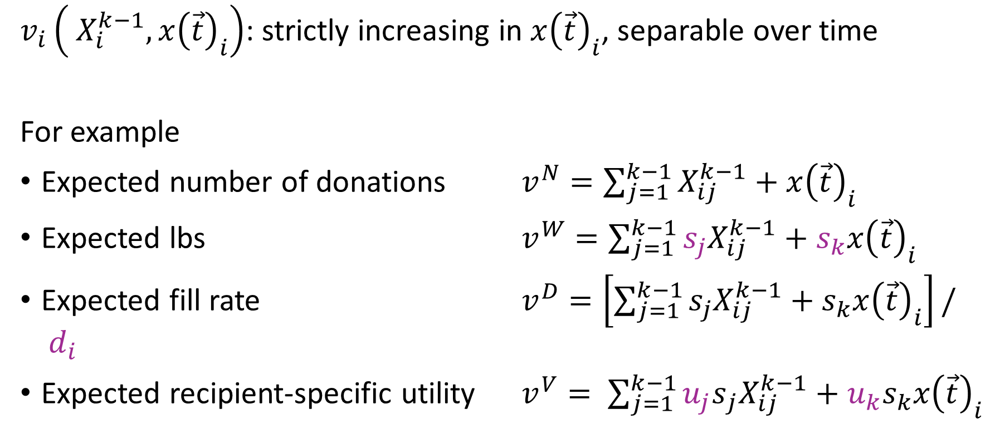 $v_i\left( X_i^{k-1}, x(\vec{t})_i \right)$: strictly increasing in $x(\vec{t})_i$, separable over time
For example
• Expected number of donations $v^N = \sum_{j=1}^{k-1} X_{ij}^{k-1} + x(\vec{t})_i$
• Expected lbs $v^W = \sum_{j=1}^{k-1} s_j X_{ij}^{k-1} + s_k x(\vec{t})_i$
• Expected fill rate $v^D = \left[ \sum_{j=1}^{k-1} s_j X_{ij}^{k-1} + s_k x(\vec{t})_i \right] /$
$d_i$
• Expected recipient-specific utility $v^V = \sum_{j=1}^{k-1} u_j s_j X_{ij}^{k-1} + u_k s_k x(\vec{t})_i$